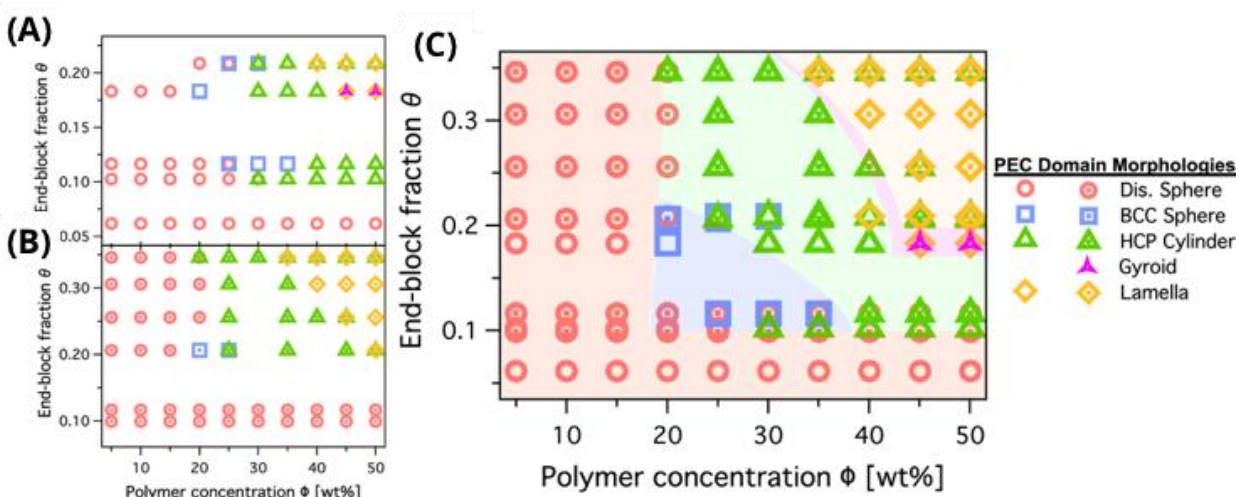 (A)
End-block fraction θ
0.20
0.15
0.10
0.05
(B)
End-block fraction θ
0.30
0.20
0.10
10 20 30 40 50
Polymer concentration Φ [wt%]
(C)
End-block fraction θ
0.3
0.2
0.1
10 20 30 40 50
Polymer concentration Φ [wt%]
PEC Domain Morphologies
Dis. Sphere
BCC Sphere
HCP Cylinder
Gyroid
Lamella